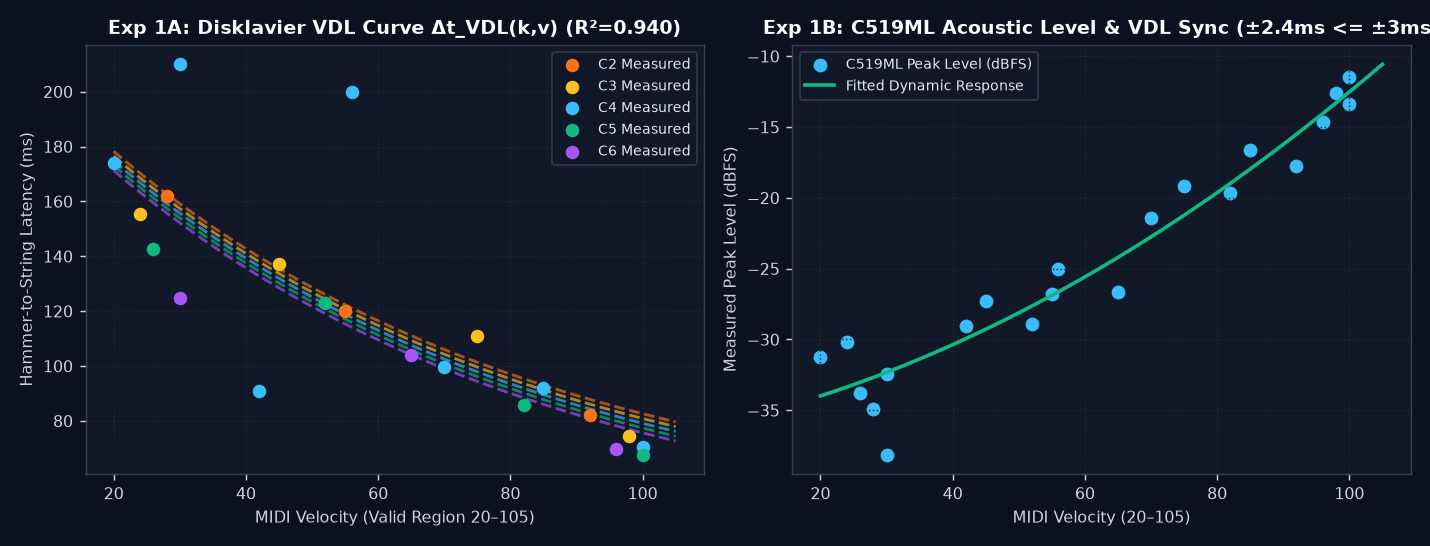 Exp 1A: Disklavier VDL Curve Δt_VDL(k,v) (R²=0.940)
200
180
160
140
120
100
80
Hammer-to-String Latency (ms)
C2 Measured
C3 Measured
C4 Measured
C5 Measured
C6 Measured
20 40 60 80 100
MIDI Velocity (Valid Region 20–105)
Exp 1B: C519ML Acoustic Level & VDL Sync (±2.4ms <= ±3ms
−10
−15
−20
−25
−30
−35
Measured Peak Level (dBFS)
C519ML Peak Level (dBFS)
Fitted Dynamic Response
20 40 60 80 100
MIDI Velocity (20–105)